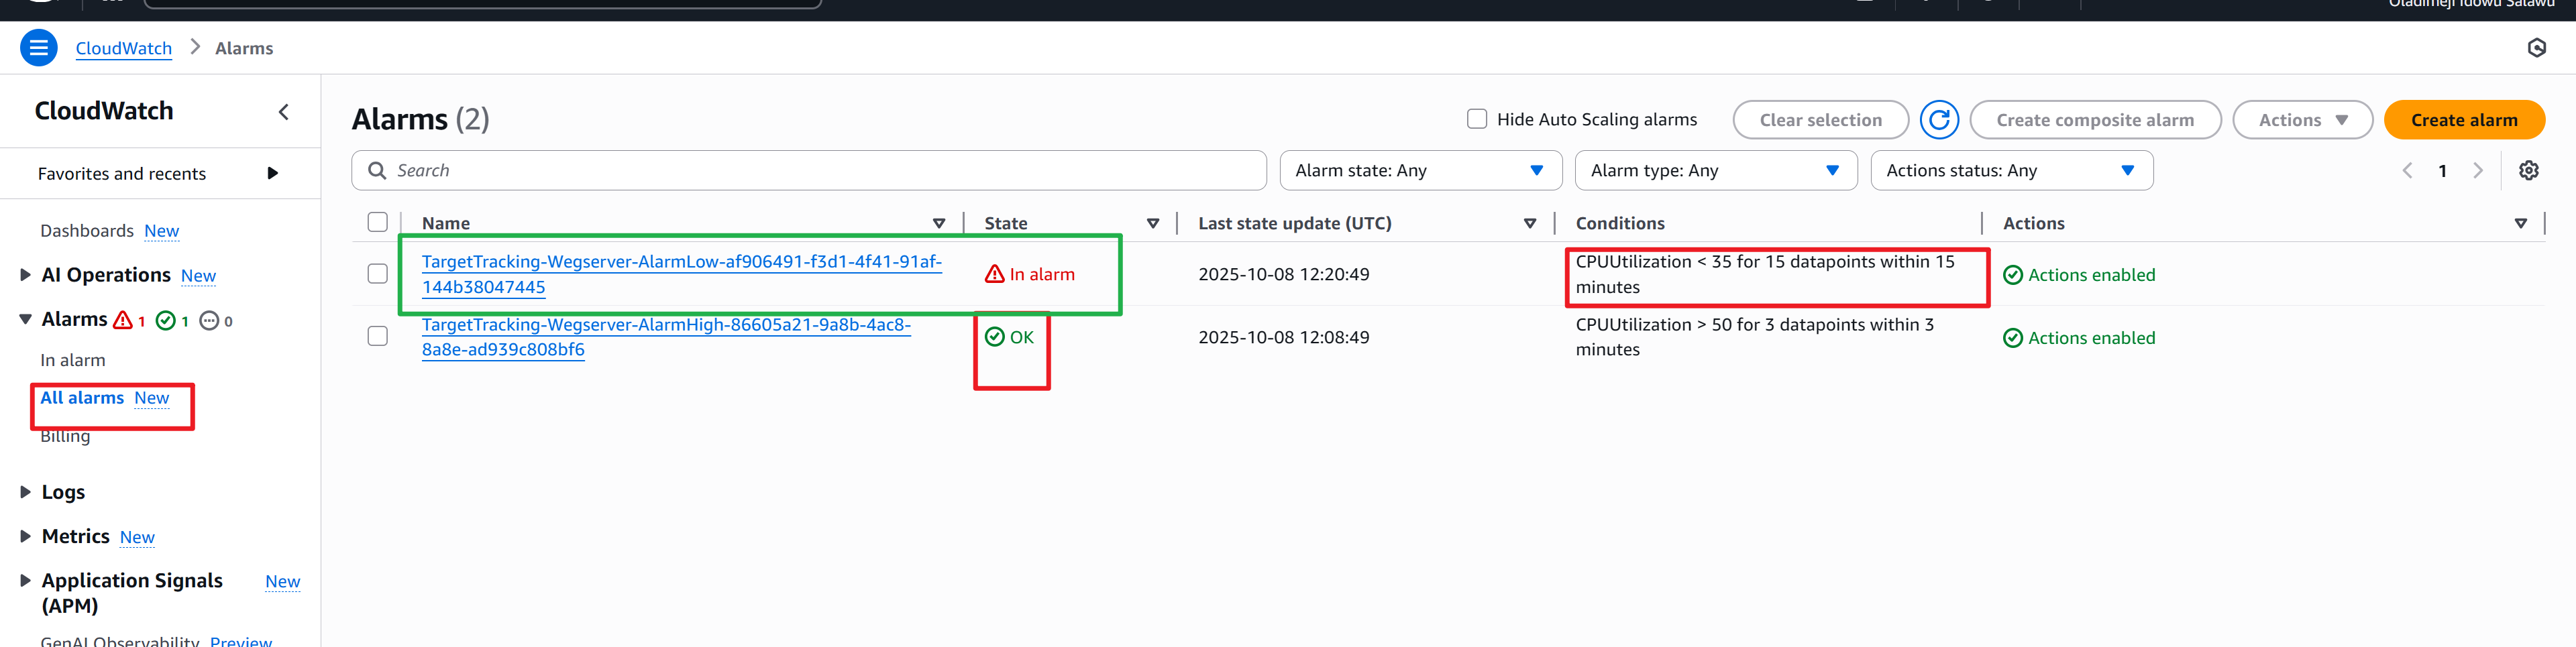 Oladimeji Idowu Salawu
CloudWatch > Alarms
CloudWatch
Favorites and recents
Dashboards New
AI Operations New
Alarms 1 1 0
In alarm
All alarms New
Billing
Logs
Metrics New
Application Signals New
(APM)
GenAI Observability Preview
Alarms (2)
Hide Auto Scaling alarms
Clear selection
Create composite alarm
Actions
Create alarm
Search
Alarm state: Any
Alarm type: Any
Actions status: Any
1
Name State Last state update (UTC) Conditions Actions
TargetTracking-Wegserver-AlarmLow-af906491-f3d1-4f41-91af-
144b38047445
In alarm
2025-10-08 12:20:49
CPUUtilization < 35 for 15 datapoints within 15
minutes
Actions enabled
TargetTracking-Wegserver-AlarmHigh-86605a21-9a8b-4ac8-
8a8e-ad939c808bf6
OK
2025-10-08 12:08:49
CPUUtilization > 50 for 3 datapoints within 3
minutes
Actions enabled